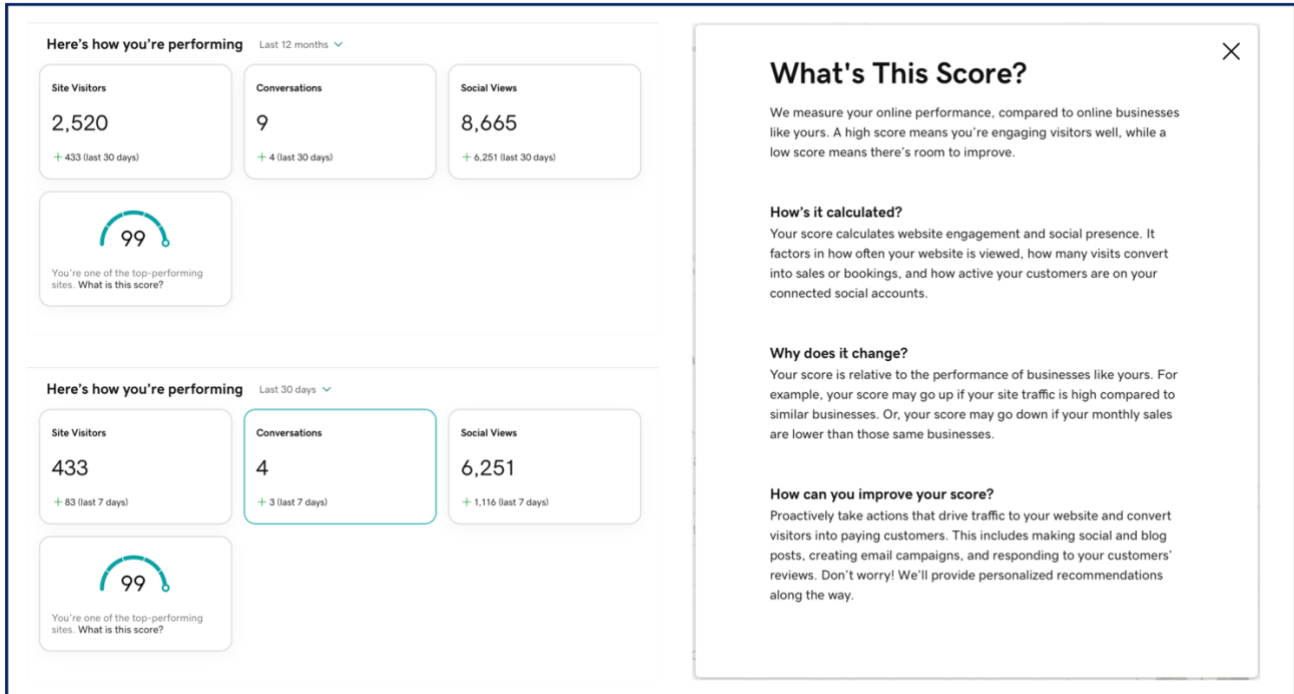 Here's how you're performing Last 12 months
Site Visitors
2,520
+ 433 (last 30 days)
Conversations
9
+ 4 (last 30 days)
Social Views
8,665
+ 6,251 (last 30 days)
99
You're one of the top-performing
sites. What is this score?
Here's how you're performing Last 30 days
Site Visitors
433
+ 83 (last 7 days)
Conversations
4
+ 3 (last 7 days)
Social Views
6,251
+ 1,116 (last 7 days)
99
You're one of the top-performing
sites. What is this score?
What's This Score?
We measure your online performance, compared to online businesses
like yours. A high score means you're engaging visitors well, while a
low score means there's room to improve.
How's it calculated?
Your score calculates website engagement and social presence. It
factors in how often your website is viewed, how many visits convert
into sales or bookings, and how active your customers are on your
connected social accounts.
Why does it change?
Your score is relative to the performance of businesses like yours. For
example, your score may go up if your site traffic is high compared to
similar businesses. Or, your score may go down if your monthly sales
are lower than those same businesses.
How can you improve your score?
Proactively take actions that drive traffic to your website and convert
visitors into paying customers. This includes making social and blog
posts, creating email campaigns, and responding to your customers'
reviews. Don't worry! We'll provide personalized recommendations
along the way.